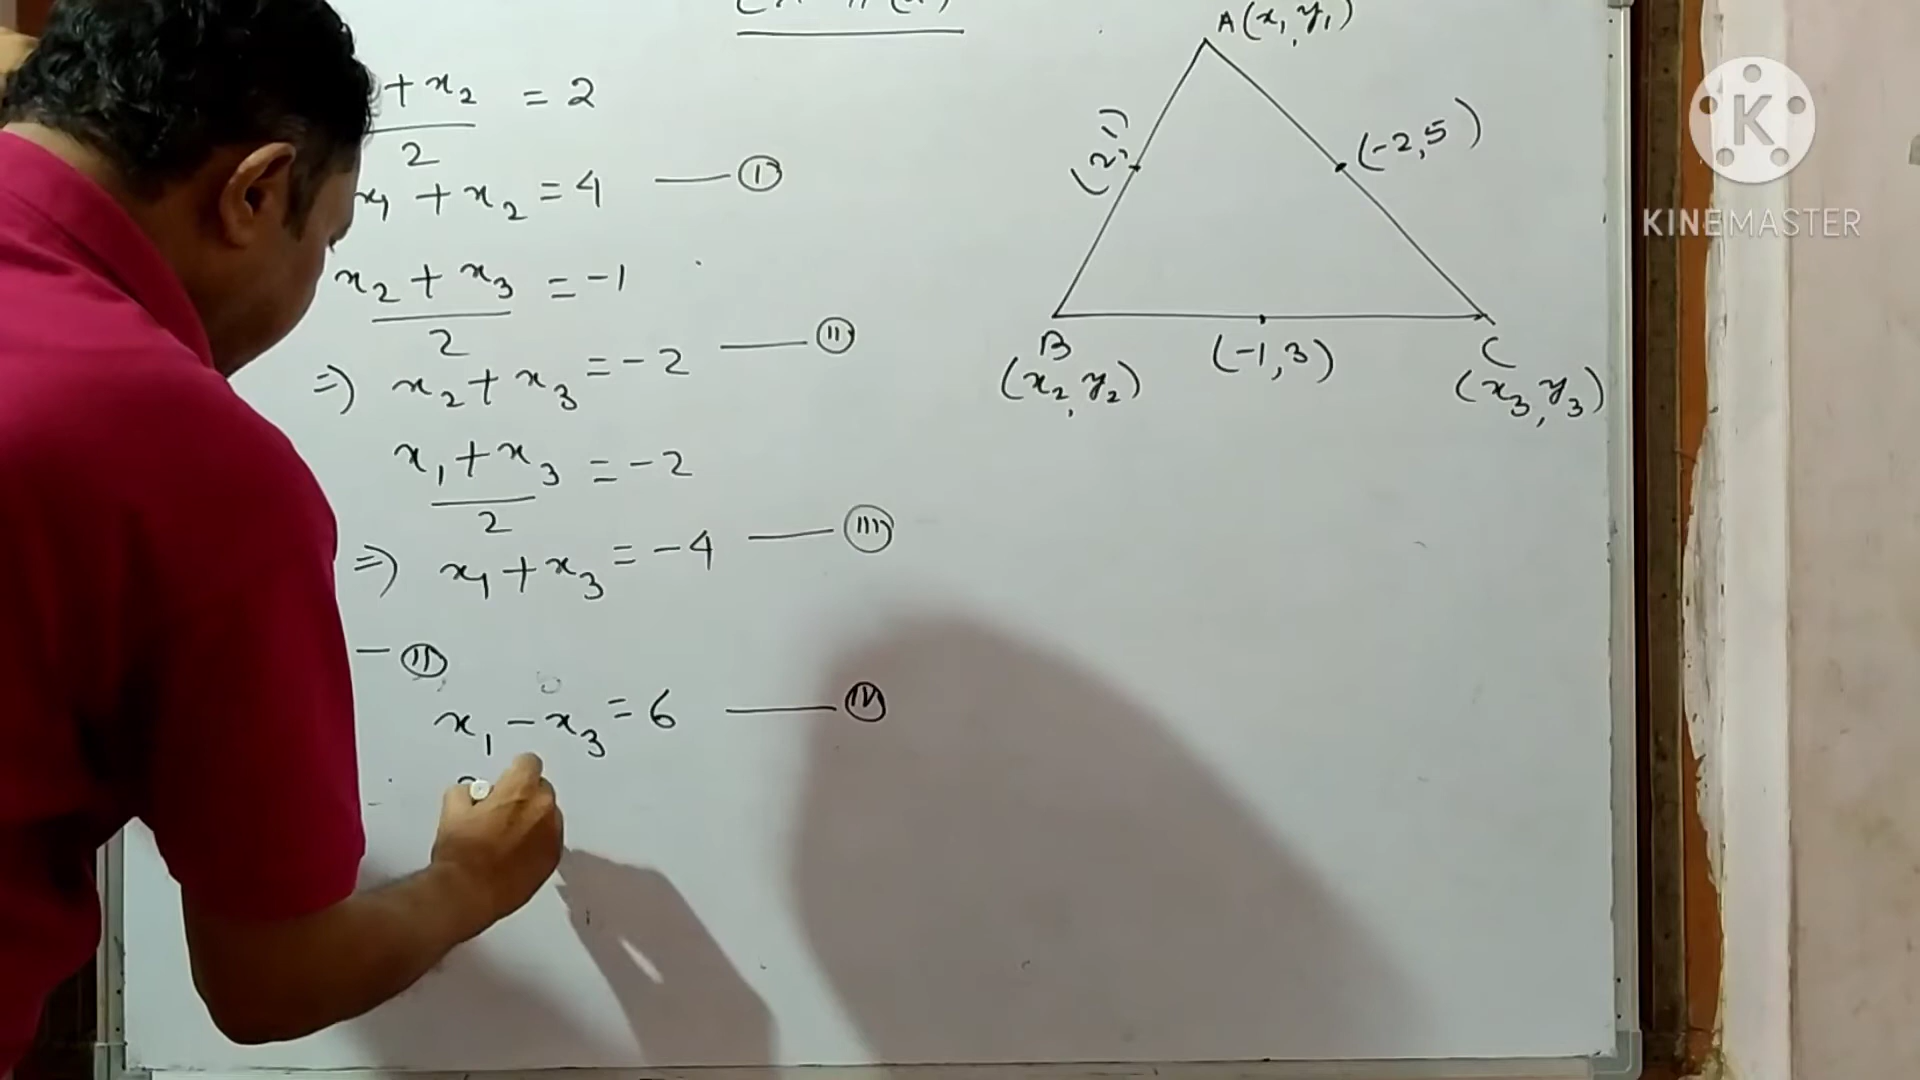 + x₂ = 2
2
x₁ + x₂ = 4 —— (I)
x₂ + x₃ = -1
2
=) x₂ + x₃ = -2 —— (II)
x₁ + x₃ = -2
2
=) x₁ + x₃ = -4 —— (III)
— (II)
x₁ - x₃ = 6 —— (IV)
A(x₁, y₁)
(2, 1)
(-2, 5)
B
(x₂, y₂)
(-1, 3)
C
(x₃, y₃)
K
KINEMASTER